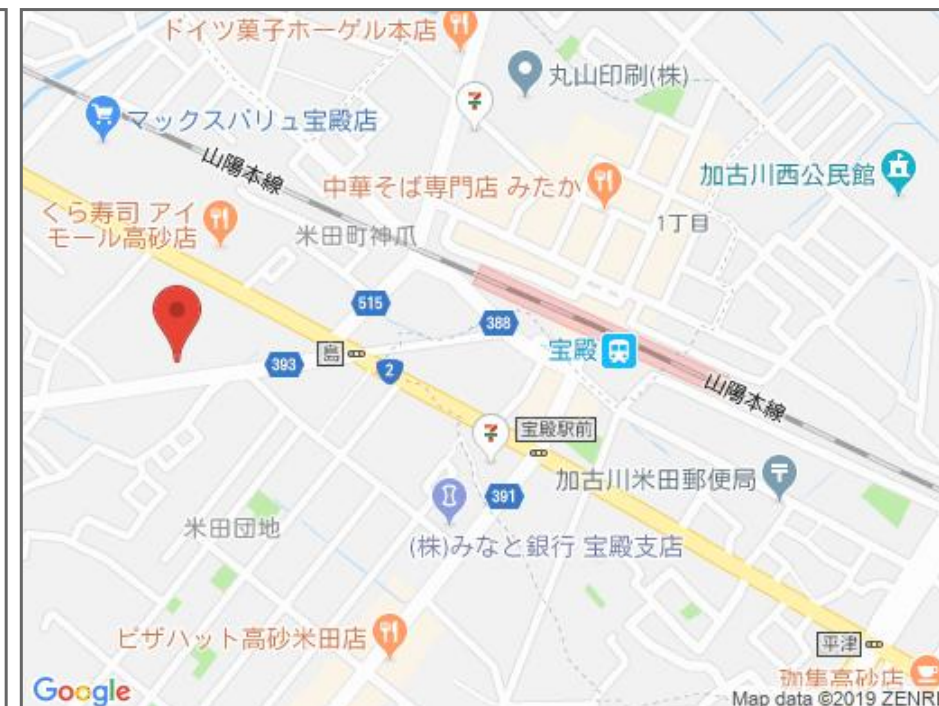 ドイツ菓子ホーゲル本店
丸山印刷(株)
マックスバリュ宝殿店
山陽本線
中華そば専門店 みたか
加古川西公民館
くら寿司 アイ
モール高砂店
米田町神爪
1丁目
515
388
宝殿
島
393
2
山陽本線
宝殿駅前
加古川米田郵便局
391
米田団地
(株)みなと銀行 宝殿支店
ピザハット高砂米田店
平津
珈集高砂店
Google
Map data ©2019 ZENRI